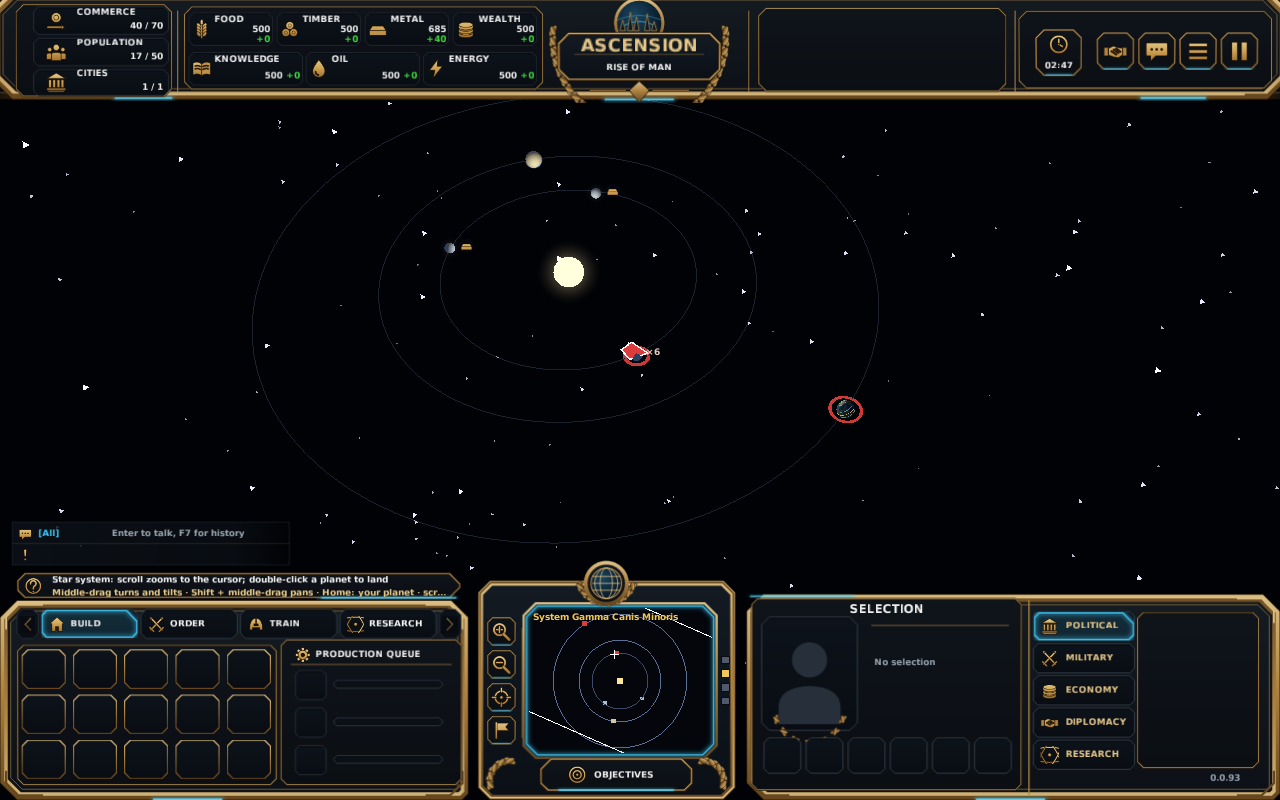 COMMERCE
40 / 70
POPULATION
17 / 50
CITIES
1 / 1
FOOD
500
+0
TIMBER
500
+0
METAL
685
+40
WEALTH
500
+0
KNOWLEDGE
500 +0
OIL
500 +0
ENERGY
500 +0
ASCENSION
RISE OF MAN
02:47
×6
[All] Enter to talk, F7 for history
!
Star system: scroll zooms to the cursor; double-click a planet to land
Middle-drag turns and tilts · Shift + middle-drag pans · Home: your planet · scr...
BUILD
ORDER
TRAIN
RESEARCH
PRODUCTION QUEUE
System Gamma Canis Minoris
OBJECTIVES
SELECTION
No selection
POLITICAL
MILITARY
ECONOMY
DIPLOMACY
RESEARCH
0.0.93